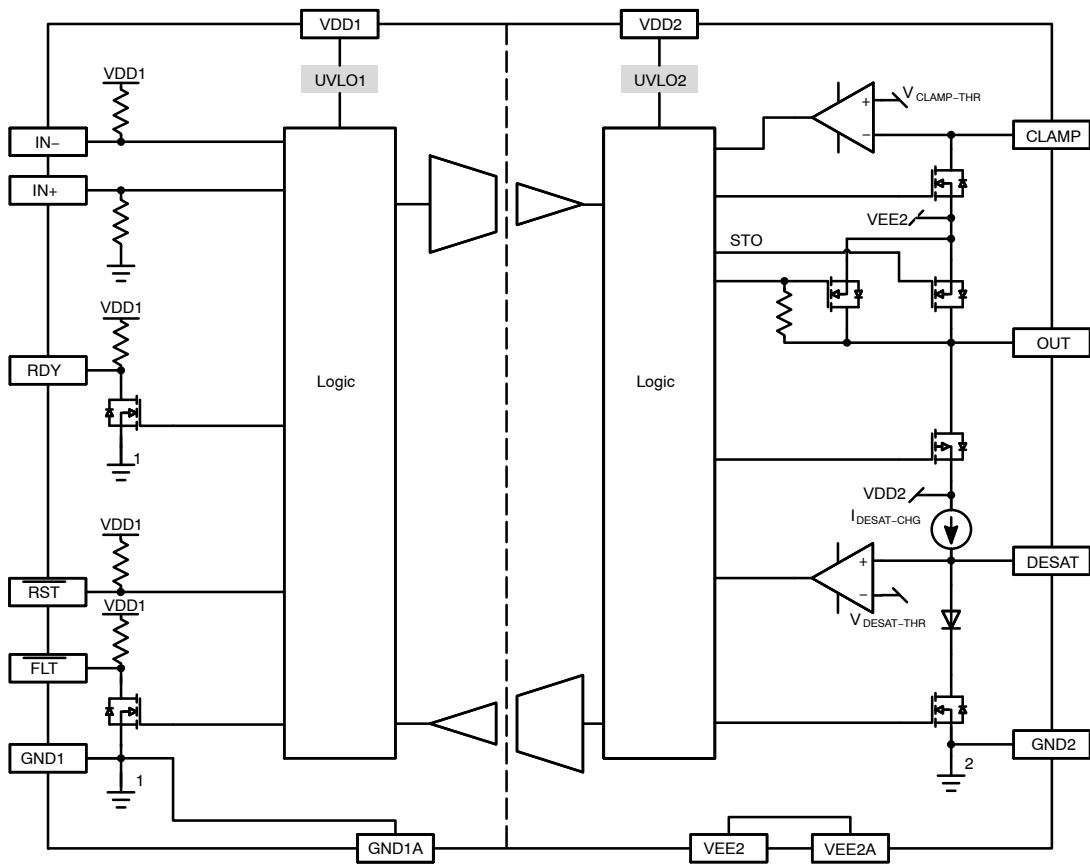 VDD1 VDD2
VDD1 UVLO1 UVLO2
V CLAMP-THR
IN− + − CLAMP
IN+
VEE2
STO
VDD1
OUT
RDY
Logic Logic
1
VDD2
I DESAT-CHG
VDD1
+ DESAT
RST
VDD1 −
V DESAT-THR
FLT
GND1 GND2
1 2
GND1A VEE2 VEE2A